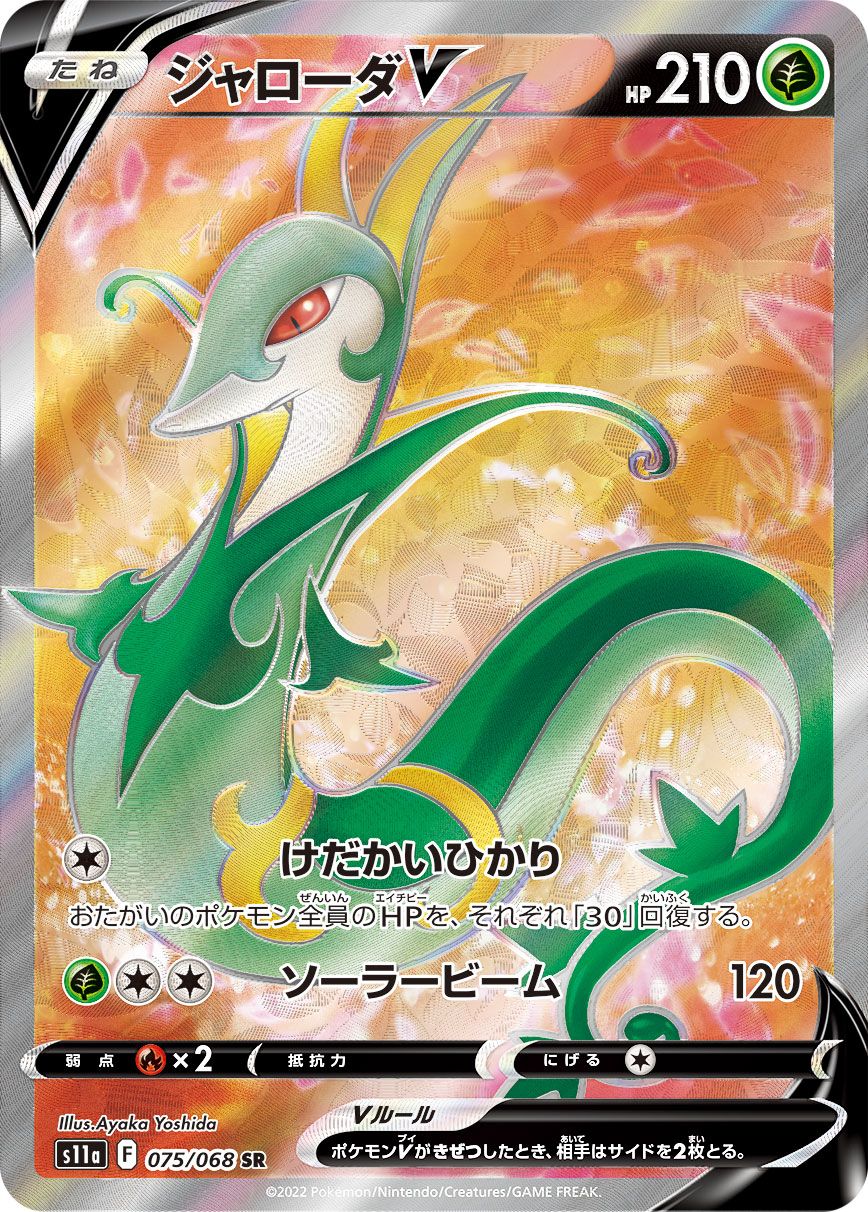 たね ジャローダV HP 210
けだかいひかり
おたがいのポケモン全員のHPを、それぞれ「30」回復する。
ソーラービーム 120
弱点 ×2 抵抗力 にげる
Illus.Ayaka Yoshida
Vルール
ポケモンVがきぜつしたとき、相手はサイドを2枚とる。
s11a F 075/068 SR
©2022 Pokémon/Nintendo/Creatures/GAME FREAK.